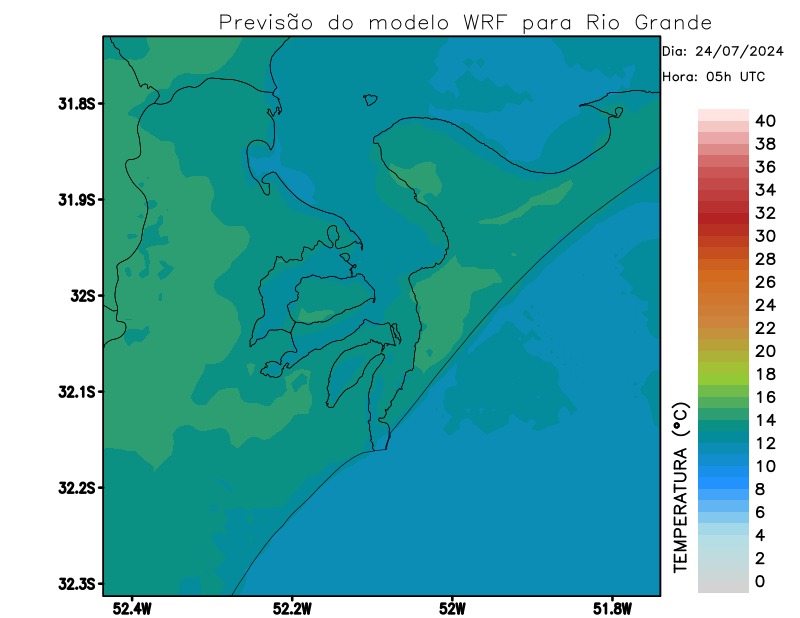 Previsão do modelo WRF para Rio Grande
Dia: 24/07/2024
Hora: 05h UTC
31.8S
31.9S
32S
32.1S
32.2S
32.3S
52.4W
52.2W
52W
51.8W
TEMPERATURA (°C)
40
38
36
34
32
30
28
26
24
22
20
18
16
14
12
10
8
6
4
2
0